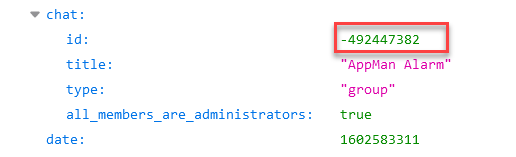 chat:
id: -492447382
title: "AppMan Alarm"
type: "group"
all_members_are_administrators: true
date: 1602583311